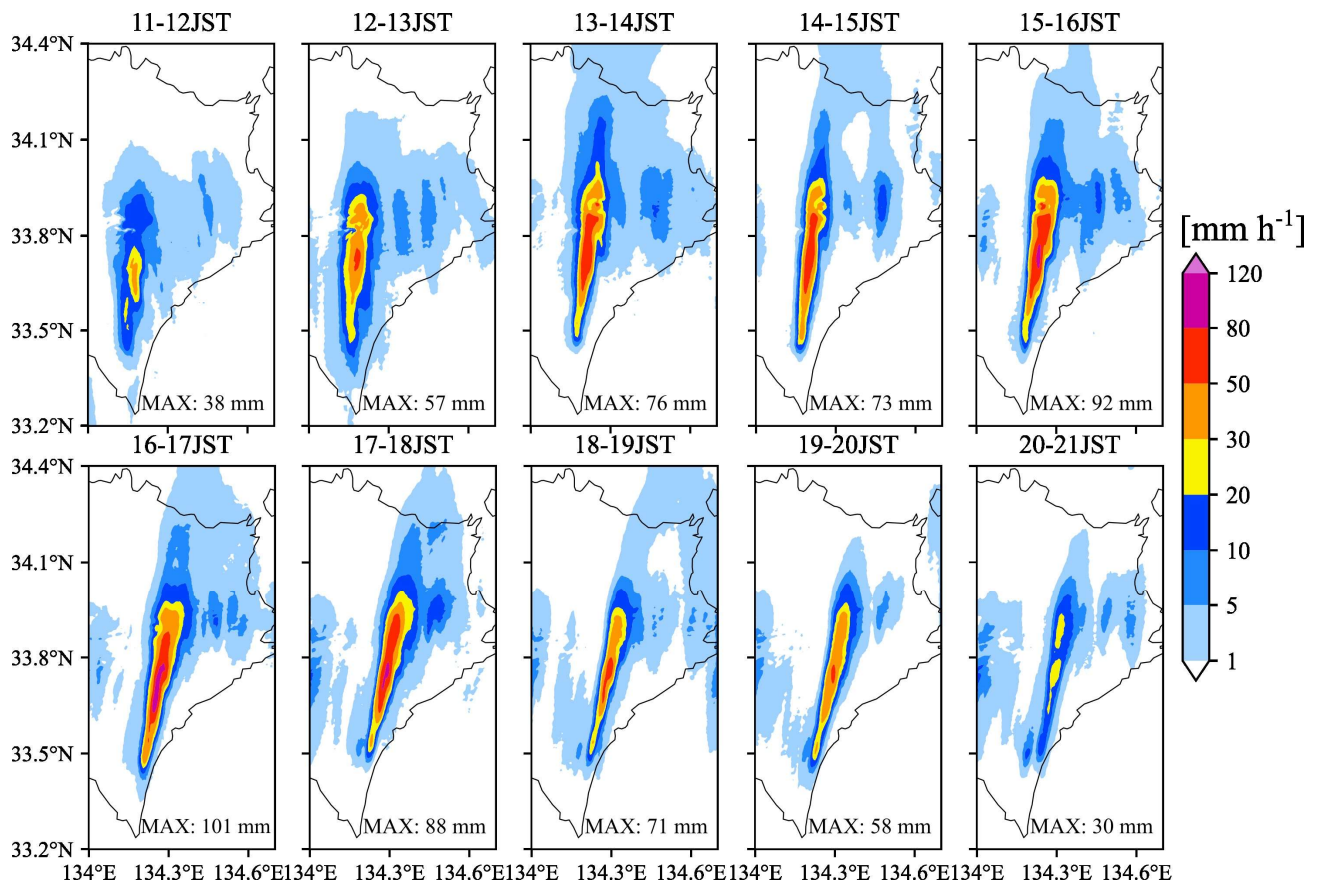 11-12JST 12-13JST 13-14JST 14-15JST 15-16JST
34.4°N
34.1°N
33.8°N
33.5°N
33.2°N
MAX: 38 mm MAX: 57 mm MAX: 76 mm MAX: 73 mm MAX: 92 mm
16-17JST 17-18JST 18-19JST 19-20JST 20-21JST
34.4°N
34.1°N
33.8°N
33.5°N
33.2°N
MAX: 101 mm MAX: 88 mm MAX: 71 mm MAX: 58 mm MAX: 30 mm
134°E 134.3°E 134.6°E 134°E 134.3°E 134.6°E 134°E 134.3°E 134.6°E 134°E 134.3°E 134.6°E 134°E 134.3°E 134.6°E
[mm h⁻¹]
120
80
50
30
20
10
5
1